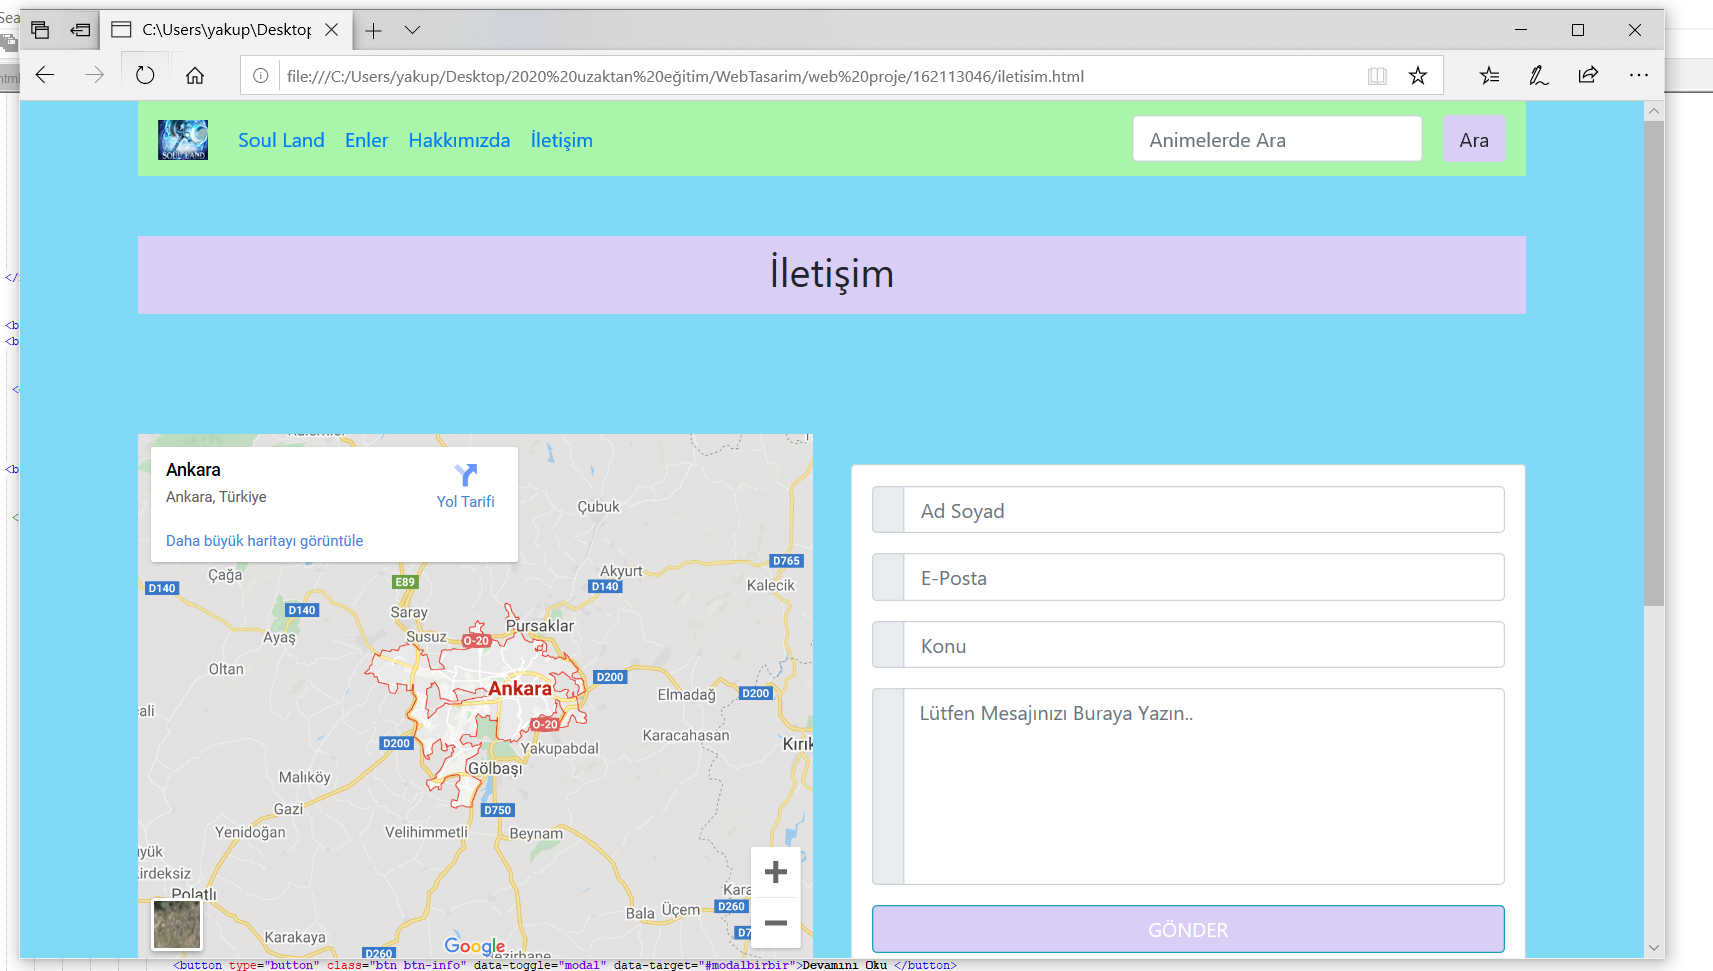 Sea
C:\Users\yakup\Desktop
file:///C:/Users/yakup/Desktop/2020%20uzaktan%20eğitim/WebTasarim/web%20proje/162113046/iletisim.html
SOUL LAND
Soul Land Enler Hakkımızda İletişim
Animelerde Ara
Ara
İletişim
Ankara
Ankara, Türkiye
Yol Tarifi
Daha büyük haritayı görüntüle
Çubuk
D765
Çağa
E89
Akyurt
D140
D140
Kalecik
D140
Saray
Ayaş
Susuz
O-20
Pursaklar
Oltan
D200
Ankara
Elmadağ
D200
O-20
D200
Yakupabdal
Karacahasan
Kırık
Gölbaşı
Malıköy
Gazi
D750
Yenidoğan
Velihimmetli
Beynam
Polatlı
Kara
D260
Bala
Üçem
Karakaya
D260
Google
Ad Soyad
E-Posta
Konu
Lütfen Mesajınızı Buraya Yazın..
GÖNDER
<button type="button" class="btn btn-info" data-toggle="modal" data-target="#modalbirbir">Devamını Oku </button>